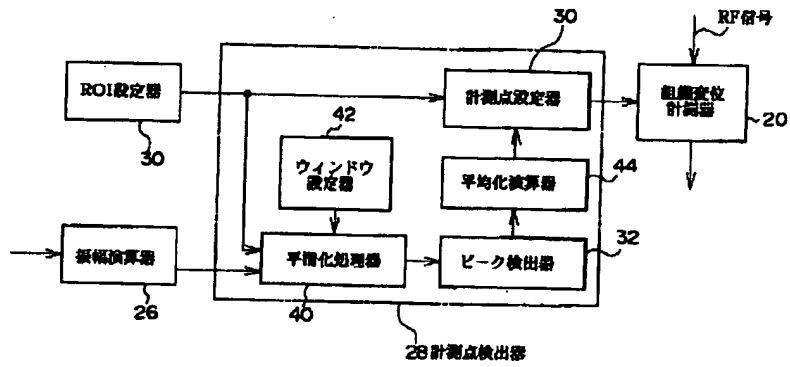 30
RF信号
ROI設定器
30
計測点設定器
組織変位
計測器
20
42
ウィンドウ
設定器
平均化演算器
44
振幅演算器
26
平滑化処理器
40
ピーク検出器
32
28 計測点検出器